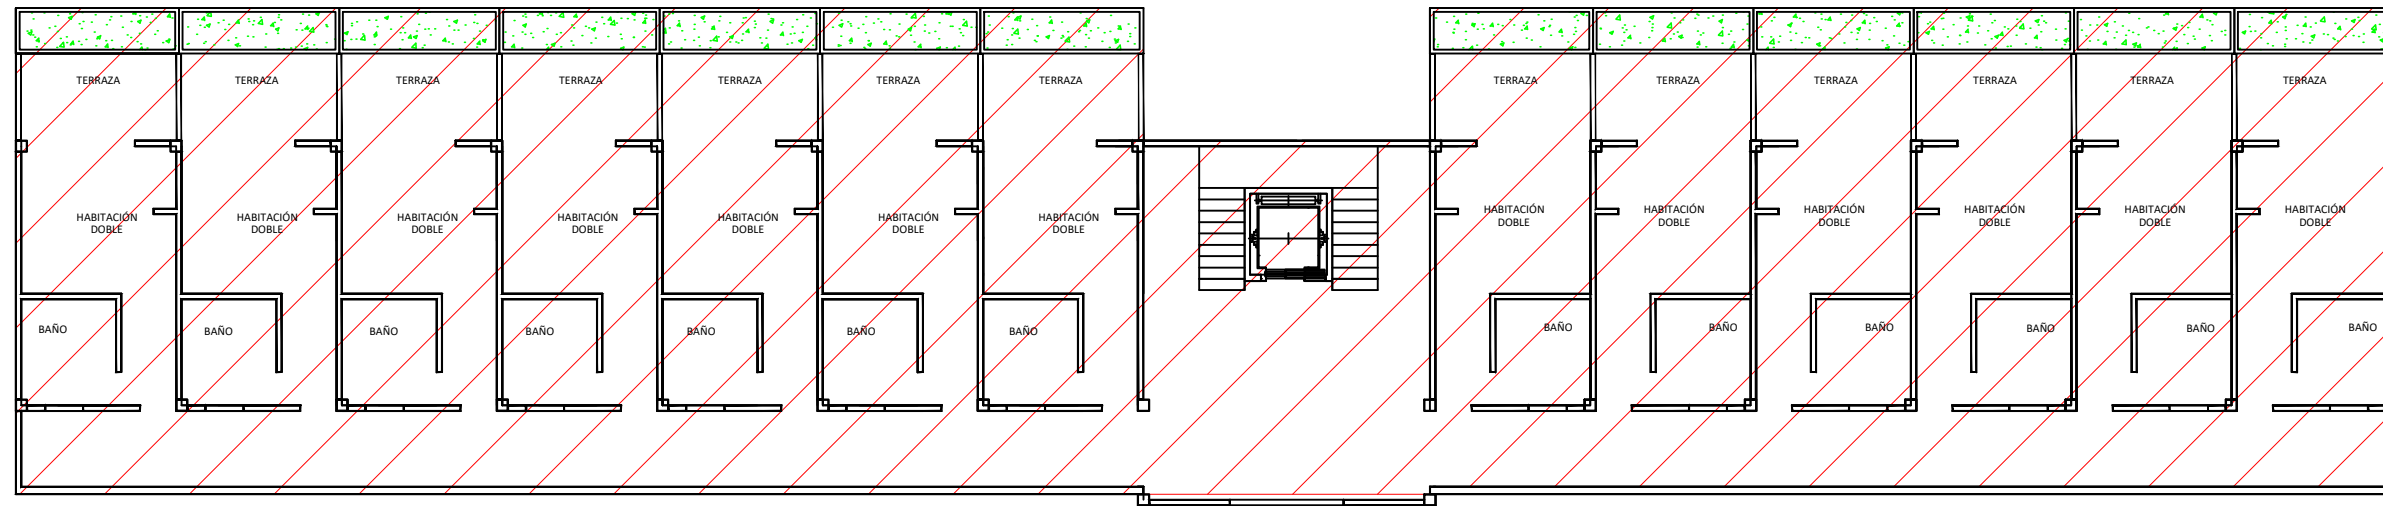 TERRAZA TERRAZA TERRAZA TERRAZA TERRAZA TERRAZA TERRAZA TERRAZA TERRAZA TERRAZA TERRAZA TERRAZA TERRAZA
HABITACIÓN HABITACIÓN HABITACIÓN HABITACIÓN HABITACIÓN HABITACIÓN HABITACIÓN HABITACIÓN HABITACIÓN HABITACIÓN HABITACIÓN HABITACIÓN HABITACIÓN
DOBLE DOBLE DOBLE DOBLE DOBLE DOBLE DOBLE DOBLE DOBLE DOBLE DOBLE DOBLE DOBLE
BAÑO BAÑO BAÑO BAÑO BAÑO BAÑO BAÑO BAÑO BAÑO BAÑO BAÑO BAÑO BAÑO